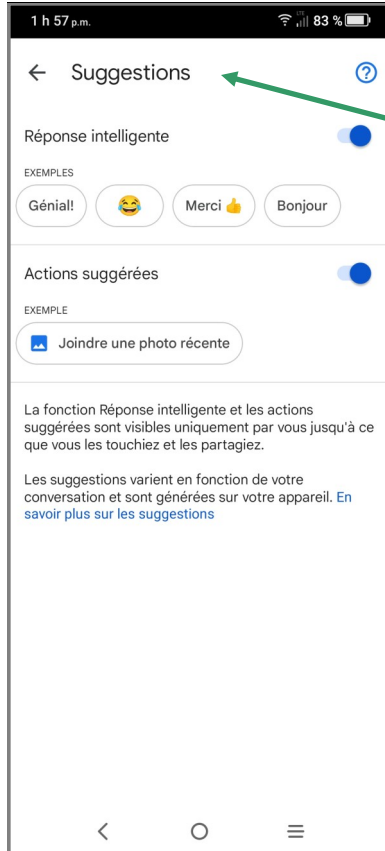 1 h 57 p.m. LTE 83 %
Suggestions
Réponse intelligente
EXEMPLES
Génial! 😂 Merci 👍 Bonjour
Actions suggérées
EXEMPLE
Joindre une photo récente
La fonction Réponse intelligente et les actions
suggérées sont visibles uniquement par vous jusqu'à ce
que vous les touchiez et les partagiez.
Les suggestions varient en fonction de votre
conversation et sont générées sur votre appareil. En
savoir plus sur les suggestions